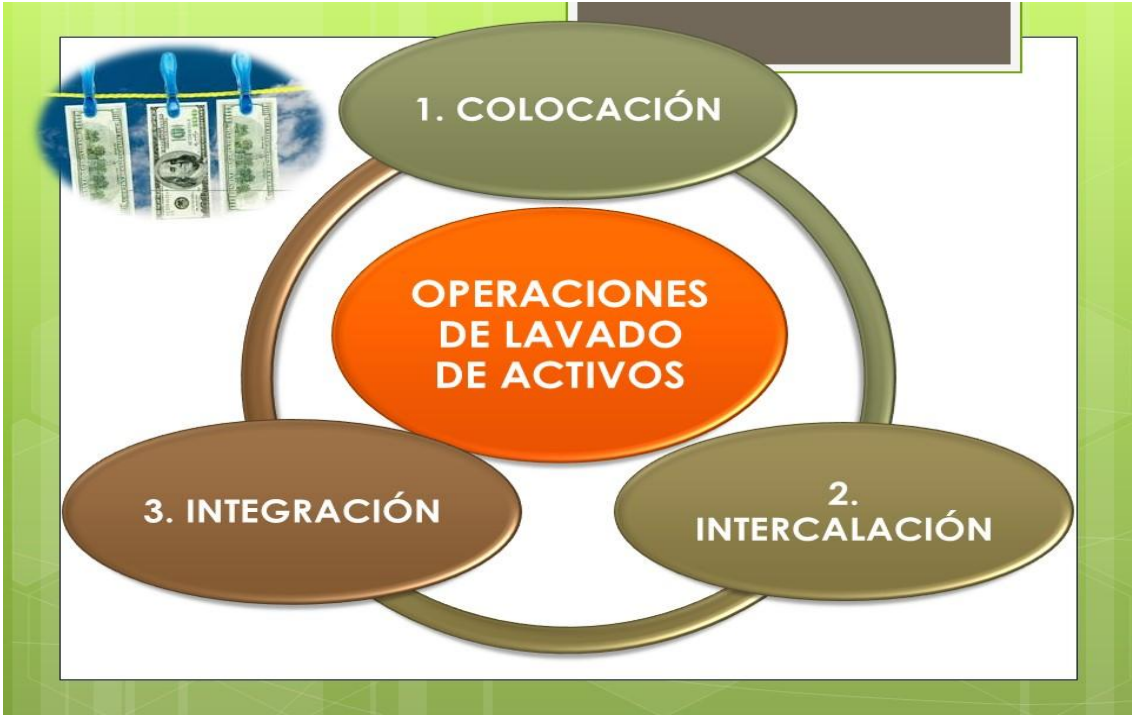 1. COLOCACIÓN
OPERACIONES
DE LAVADO
DE ACTIVOS
2.
INTERCALACIÓN
3. INTEGRACIÓN